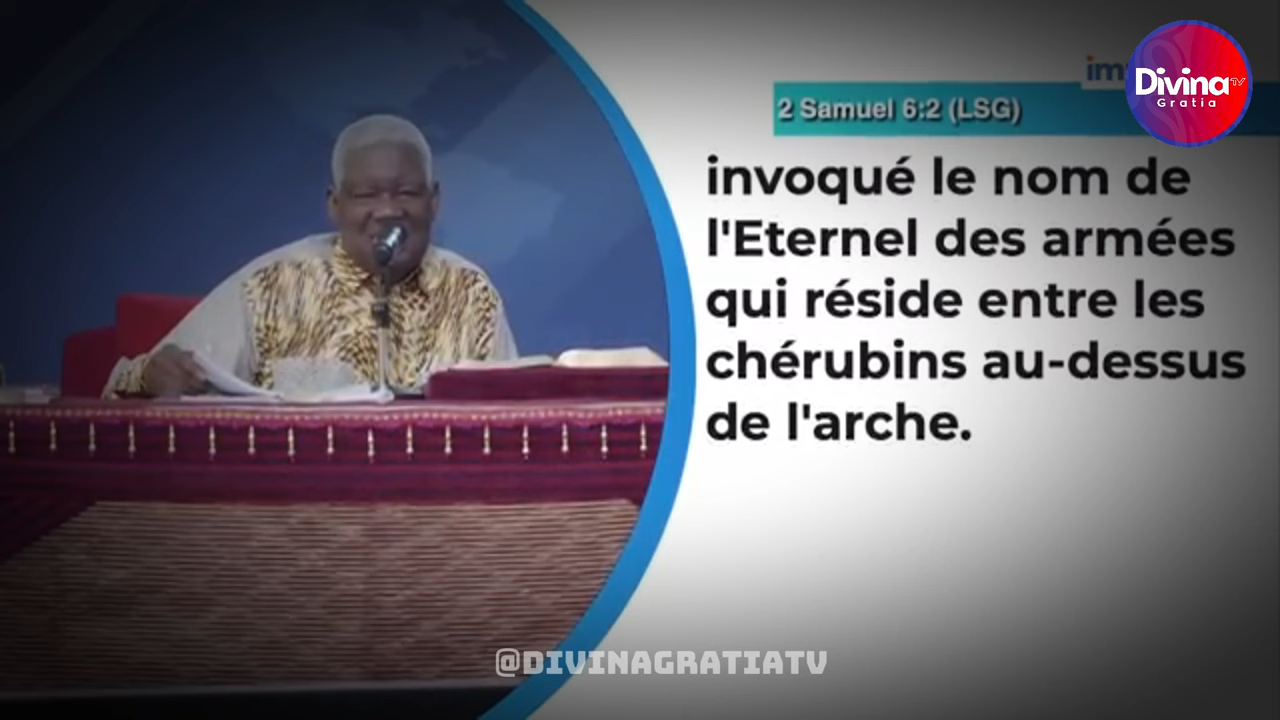 Divina TV
Gratia
2 Samuel 6:2 (LSG)
invoqué le nom de
l'Eternel des armées
qui réside entre les
chérubins au-dessus
de l'arche.
@DIVINAGRATIATV